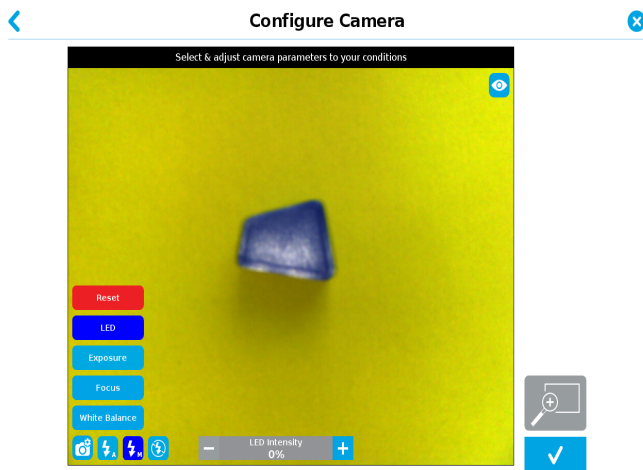 Configure Camera
Select & adjust camera parameters to your conditions
Reset
LED
Exposure
Focus
White Balance
A
M
LED Intensity
0%